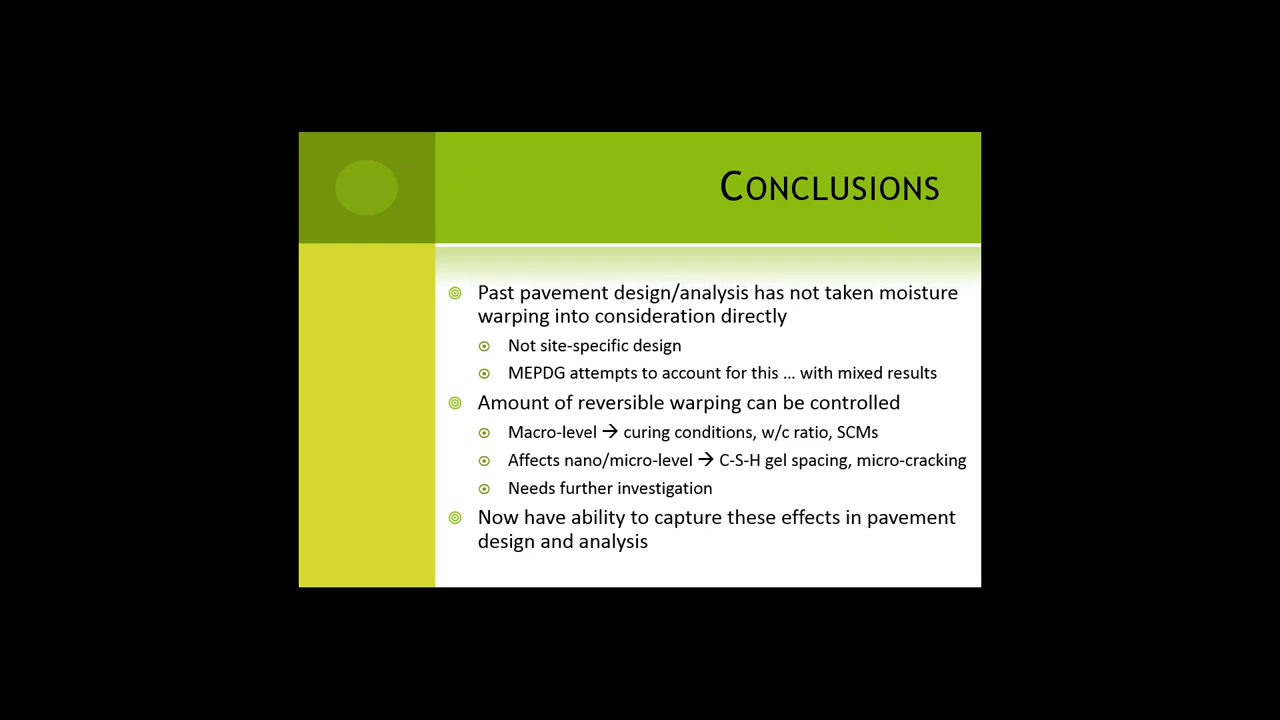 Conclusions
Past pavement design/analysis has not taken moisture
warping into consideration directly
Not site-specific design
MEPDG attempts to account for this ... with mixed results
Amount of reversible warping can be controlled
Macro-level → curing conditions, w/c ratio, SCMs
Affects nano/micro-level → C-S-H gel spacing, micro-cracking
Needs further investigation
Now have ability to capture these effects in pavement
design and analysis